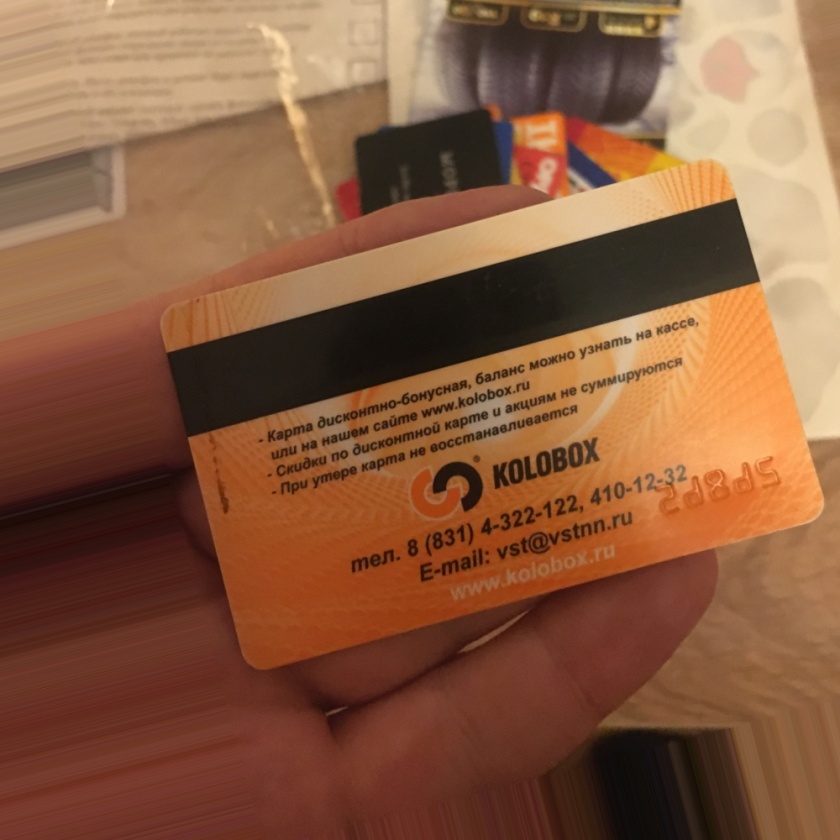 - Карта дисконтно-бонусная, баланс можно узнать на кассе,
или на нашем сайте www.kolobox.ru
- Скидки по дисконтной карте и акциям не суммируются
- При утере карта не восстанавливается
KOLOBOX
тел. 8 (831) 4-322-122, 410-12-32
E-mail: vst@vstnn.ru
www.kolobox.ru